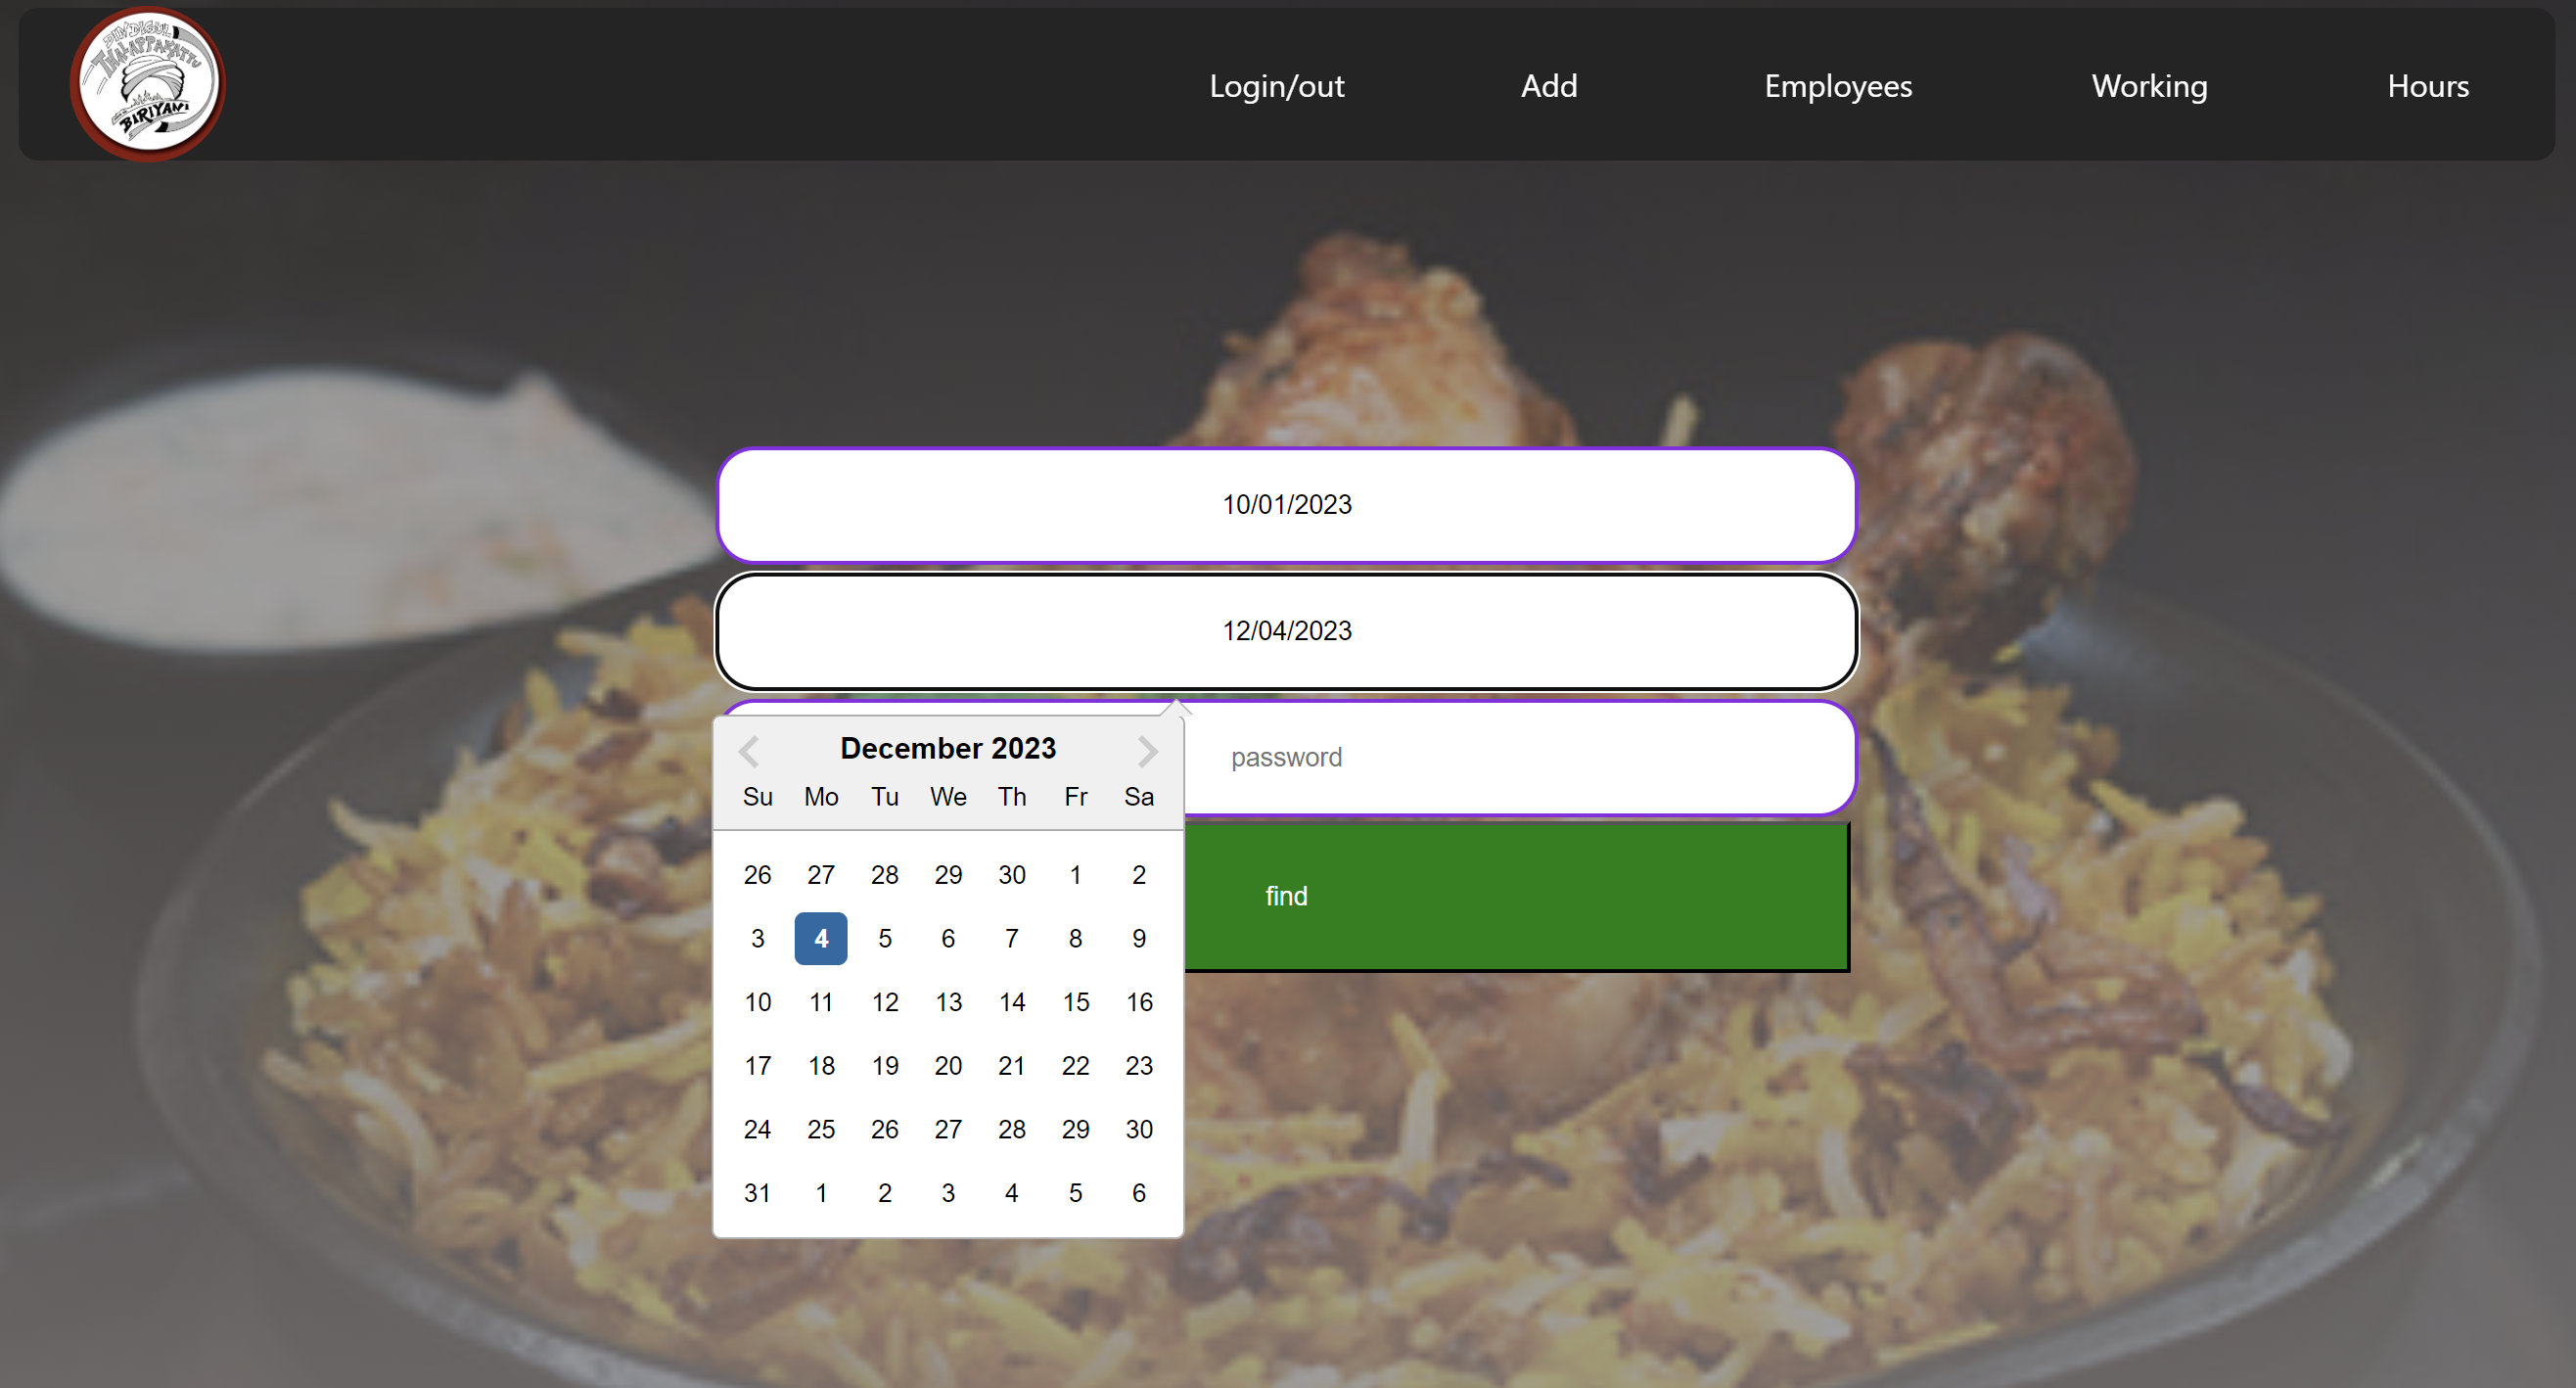 DINDIGUL
THALAPPAKATTU
BIRIYANI
Login/out Add Employees Working Hours
10/01/2023
12/04/2023
password
December 2023
Su Mo Tu We Th Fr Sa
26 27 28 29 30 1 2
3 4 5 6 7 8 9
10 11 12 13 14 15 16
17 18 19 20 21 22 23
24 25 26 27 28 29 30
31 1 2 3 4 5 6
find